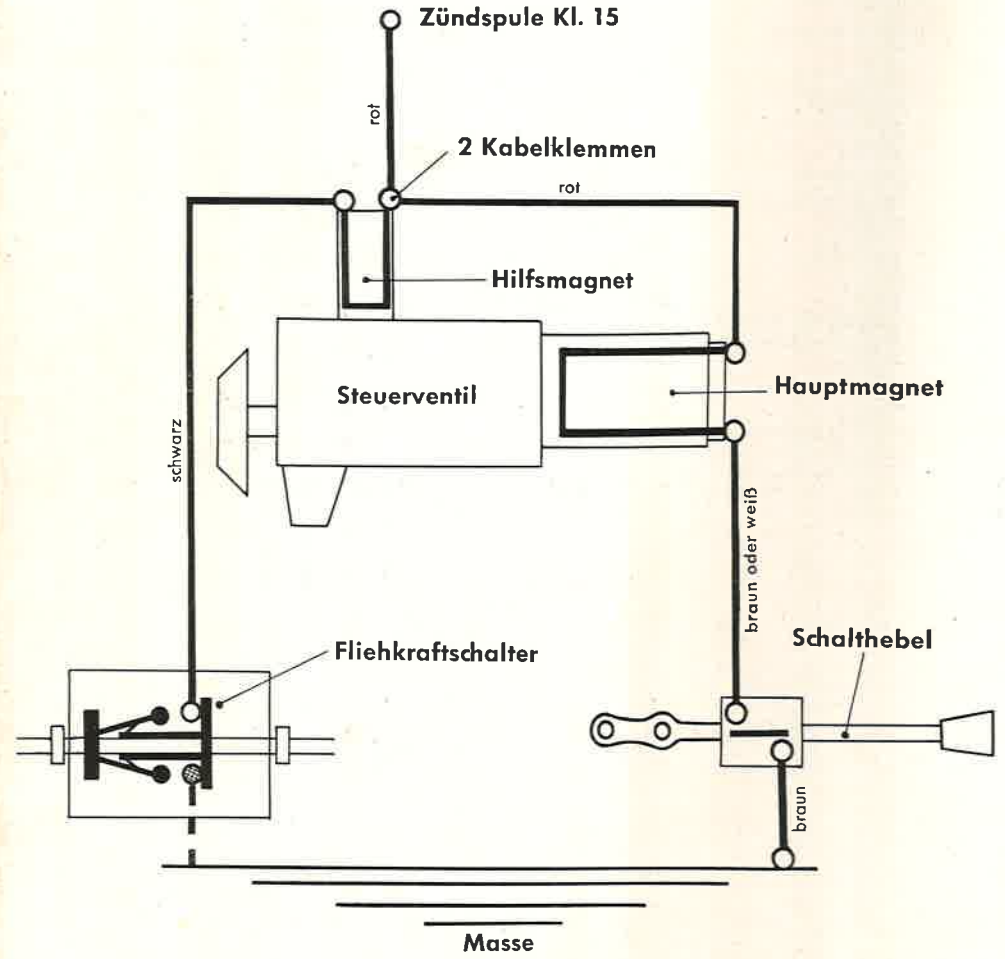 Zündspule Kl. 15
rot
2 Kabelklemmen
rot
Hilfsmagnet
Steuerventil
Hauptmagnet
schwarz
braun oder weiß
Schalthebel
Fliehkraftschalter
braun
Masse